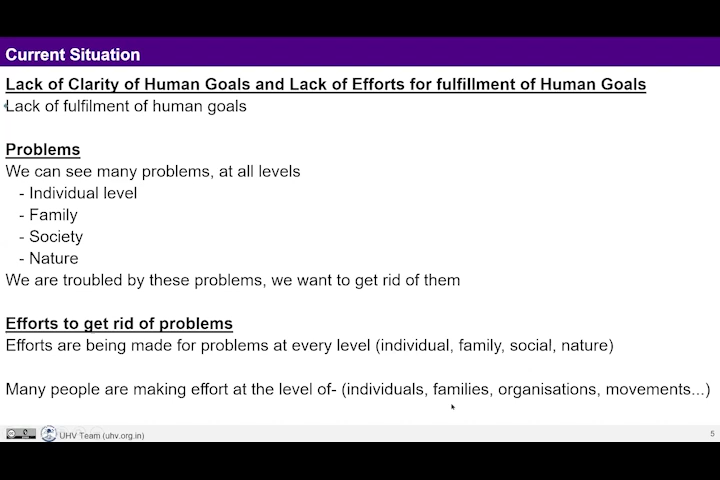 Current Situation
Lack of Clarity of Human Goals and Lack of Efforts for fulfillment of Human Goals
Lack of fulfilment of human goals
Problems
We can see many problems, at all levels
- Individual level
- Family
- Society
- Nature
We are troubled by these problems, we want to get rid of them
Efforts to get rid of problems
Efforts are being made for problems at every level (individual, family, social, nature)
Many people are making effort at the level of- (individuals, families, organisations, movements...)
UHV Team (uhv.org.in)
5